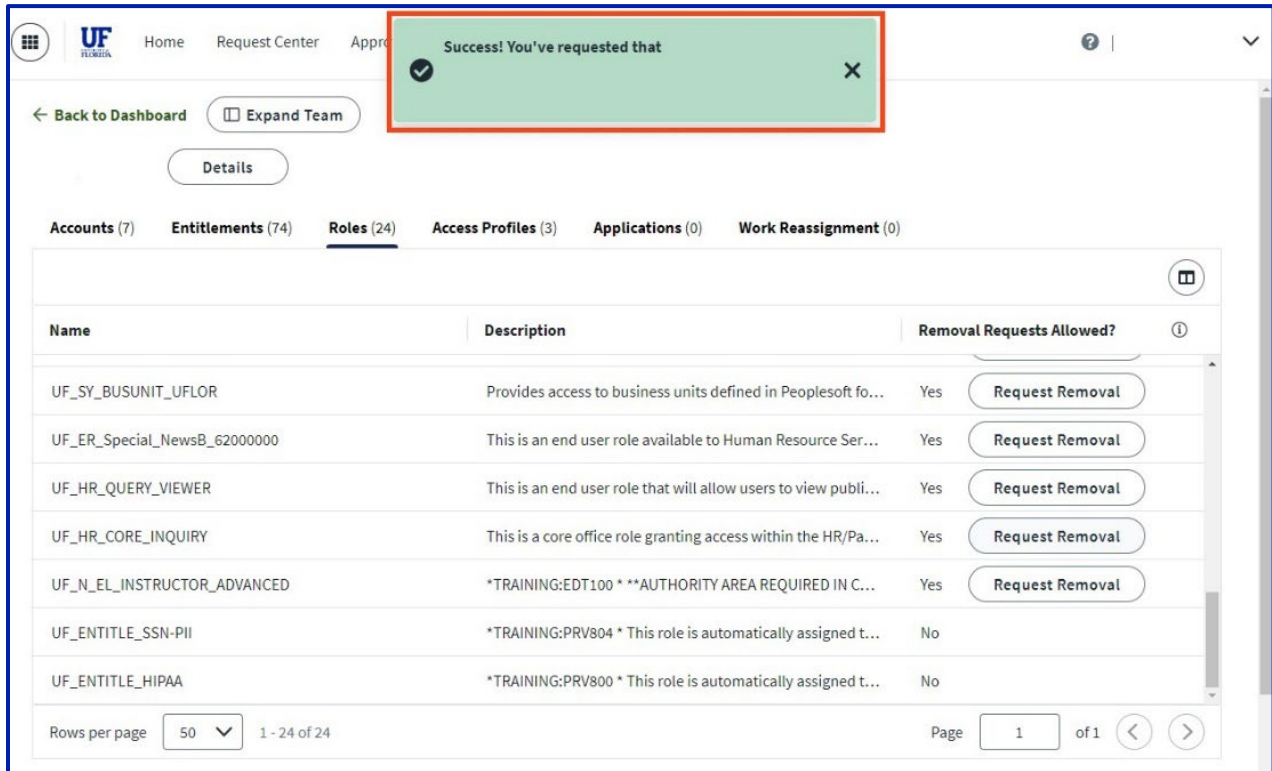 UF
UNIVERSITY of
FLORIDA
Home Request Center Appro
Success! You've requested that
Back to Dashboard Expand Team
Details
Accounts (7) Entitlements (74) Roles (24) Access Profiles (3) Applications (0) Work Reassignment (0)
Name Description Removal Requests Allowed?
UF_SY_BUSUNIT_UFLOR Provides access to business units defined in Peoplesoft fo... Yes Request Removal
UF_ER_Special_NewsB_62000000 This is an end user role available to Human Resource Ser... Yes Request Removal
UF_HR_QUERY_VIEWER This is an end user role that will allow users to view publi... Yes Request Removal
UF_HR_CORE_INQUIRY This is a core office role granting access within the HR/Pa... Yes Request Removal
UF_N_EL_INSTRUCTOR_ADVANCED *TRAINING:EDT100 * **AUTHORITY AREA REQUIRED IN C... Yes Request Removal
UF_ENTITLE_SSN-PII *TRAINING:PRV804 * This role is automatically assigned t... No
UF_ENTITLE_HIPAA *TRAINING:PRV800 * This role is automatically assigned t... No
Rows per page 50 1 - 24 of 24 Page 1 of 1